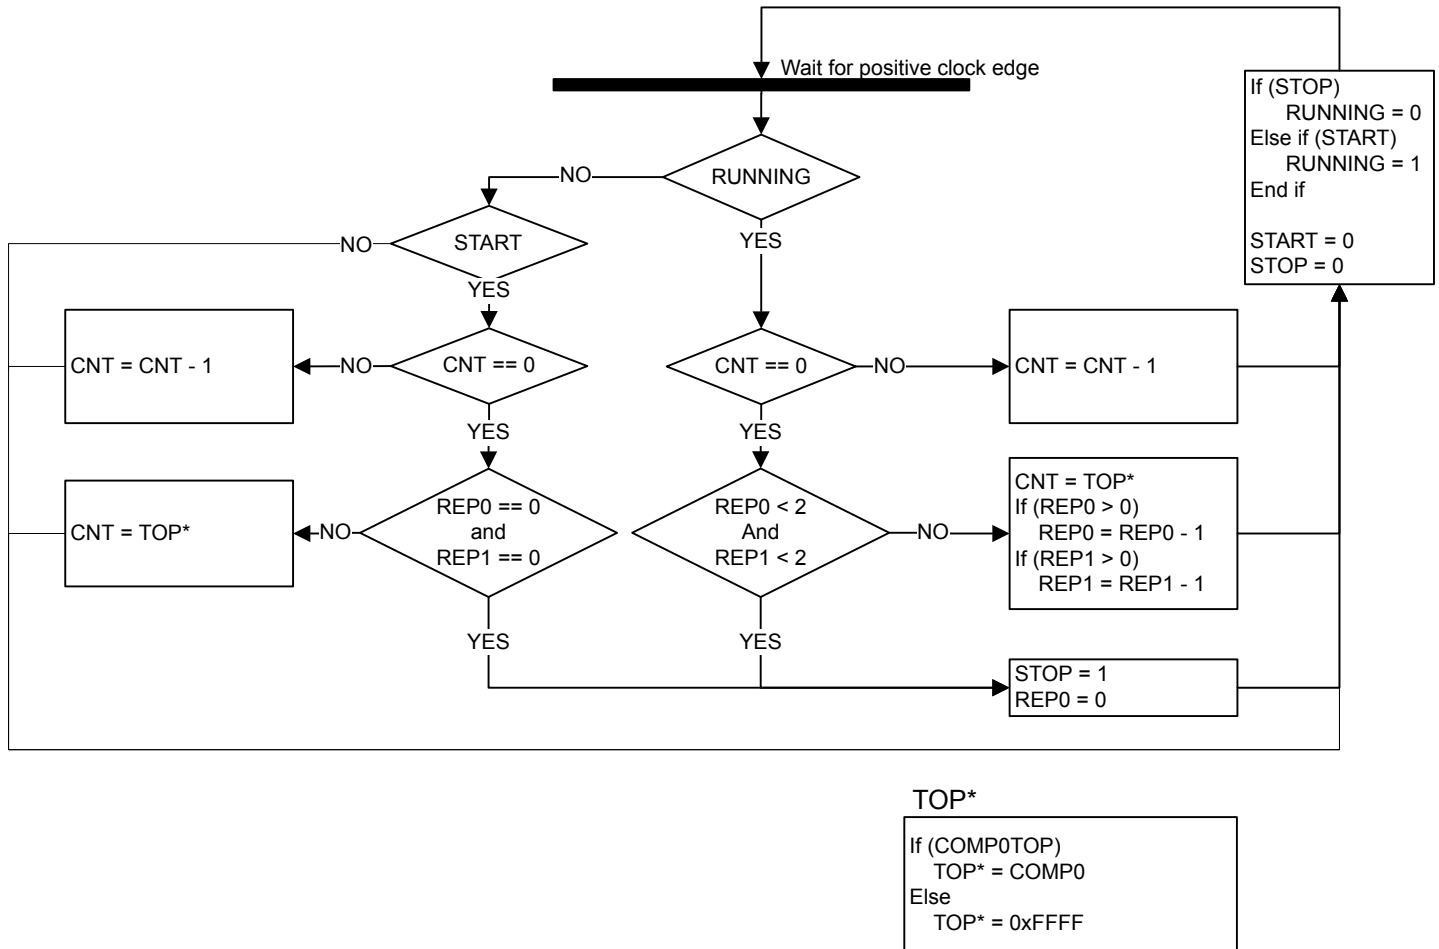 Wait for positive clock edge
If (STOP)
RUNNING = 0
Else if (START)
RUNNING = 1
End if
START = 0
STOP = 0
RUNNING
NO
YES
START
NO
YES
CNT == 0
NO
CNT = CNT - 1
YES
CNT == 0
NO
CNT = CNT - 1
YES
REP0 == 0
and
REP1 == 0
NO
CNT = TOP*
YES
REP0 < 2
And
REP1 < 2
NO
CNT = TOP*
If (REP0 > 0)
REP0 = REP0 - 1
If (REP1 > 0)
REP1 = REP1 - 1
YES
STOP = 1
REP0 = 0
TOP*
If (COMP0TOP)
TOP* = COMP0
Else
TOP* = 0xFFFF